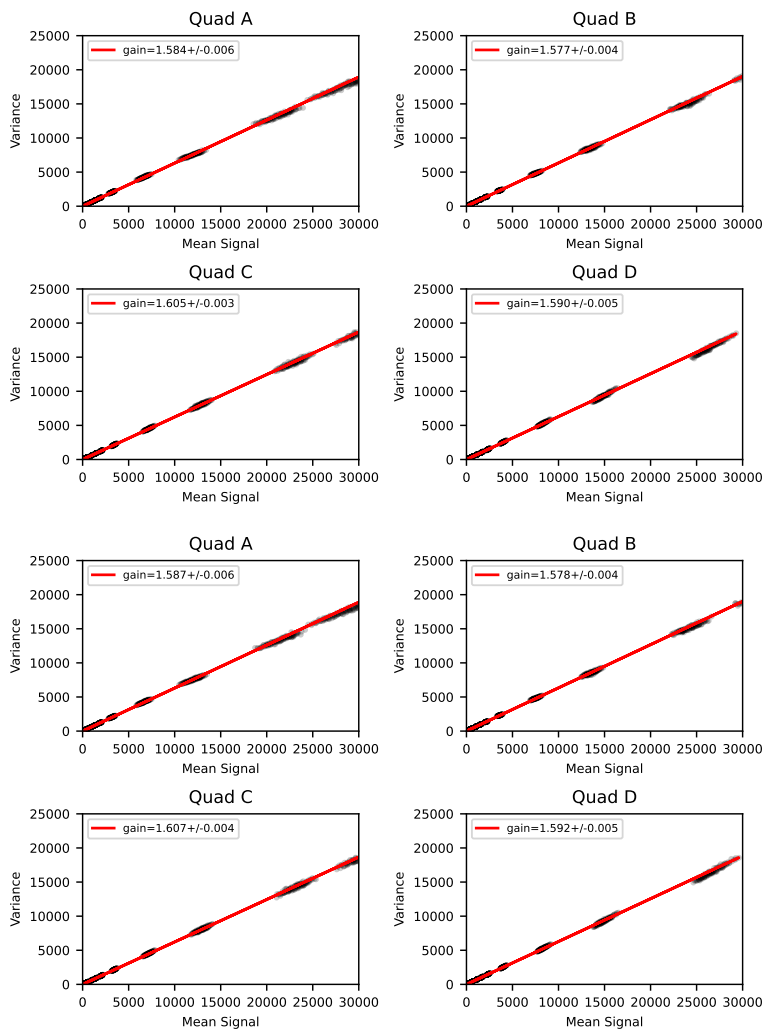 Quad A
gain=1.584+/-0.006
25000
20000
15000
10000
5000
0
Variance
0 5000 10000 15000 20000 25000 30000
Mean Signal
Quad B
gain=1.577+/-0.004
25000
20000
15000
10000
5000
0
Variance
0 5000 10000 15000 20000 25000 30000
Mean Signal
Quad C
gain=1.605+/-0.003
25000
20000
15000
10000
5000
0
Variance
0 5000 10000 15000 20000 25000 30000
Mean Signal
Quad D
gain=1.590+/-0.005
25000
20000
15000
10000
5000
0
Variance
0 5000 10000 15000 20000 25000 30000
Mean Signal
Quad A
gain=1.587+/-0.006
25000
20000
15000
10000
5000
0
Variance
0 5000 10000 15000 20000 25000 30000
Mean Signal
Quad B
gain=1.578+/-0.004
25000
20000
15000
10000
5000
0
Variance
0 5000 10000 15000 20000 25000 30000
Mean Signal
Quad C
gain=1.607+/-0.004
25000
20000
15000
10000
5000
0
Variance
0 5000 10000 15000 20000 25000 30000
Mean Signal
Quad D
gain=1.592+/-0.005
25000
20000
15000
10000
5000
0
Variance
0 5000 10000 15000 20000 25000 30000
Mean Signal